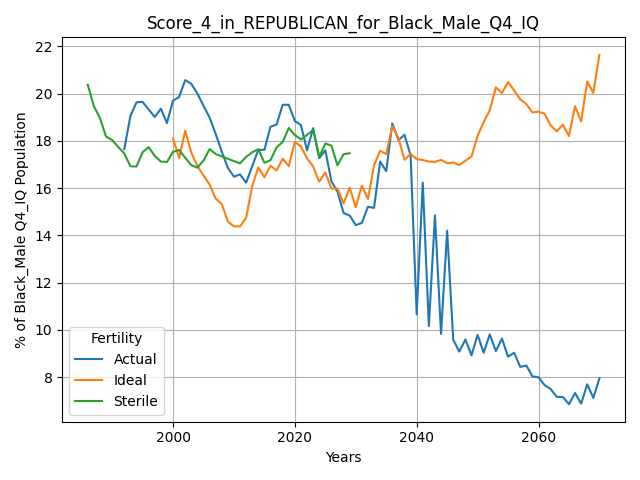 Score_4_in_REPUBLICAN_for_Black_Male_Q4_IQ
% of Black_Male Q4_IQ Population
22
20
18
16
14
12
10
8
Fertility
Actual
Ideal
Sterile
2000
2020
2040
2060
Years